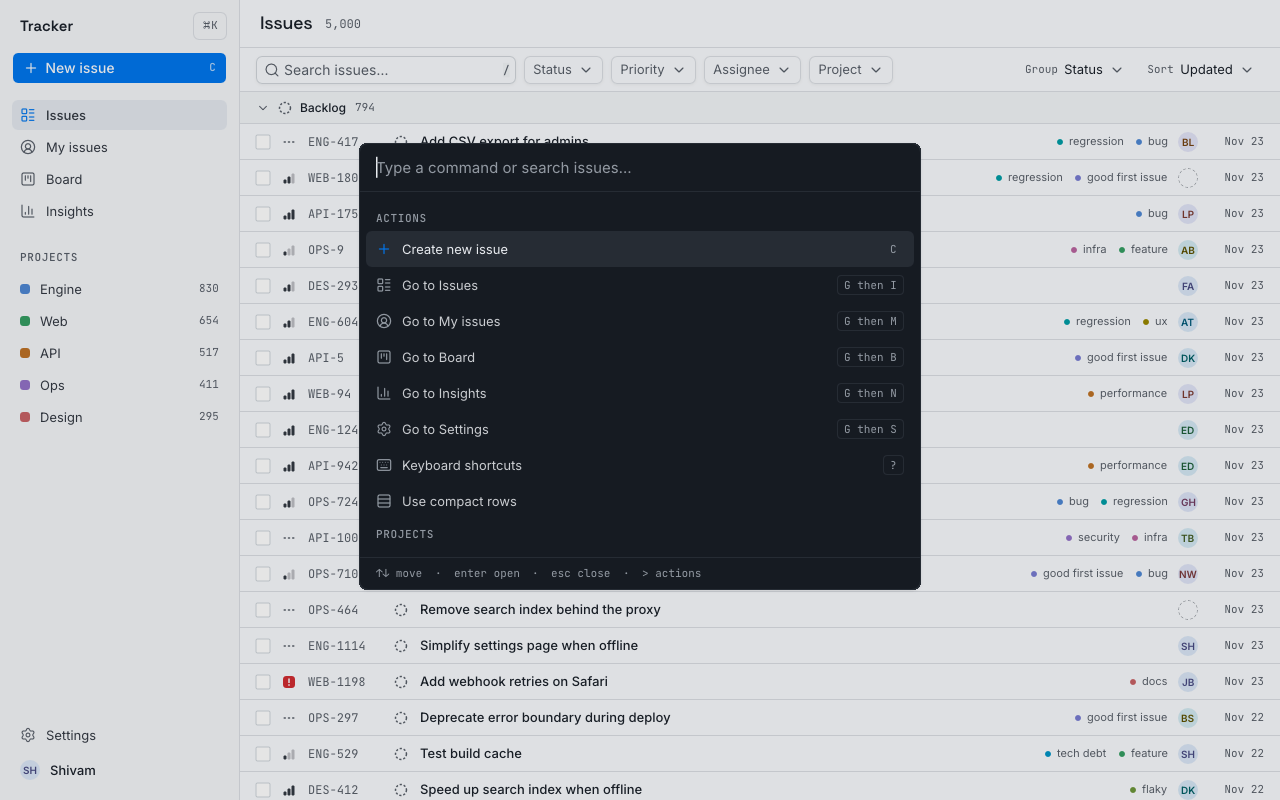 Tracker
⌘K
New issue C
Issues
My issues
Board
Insights
PROJECTS
Engine 830
Web 654
API 517
Ops 411
Design 295
Settings
SH Shivam
Issues 5,000
Search issues... /
Status
Priority
Assignee
Project
Group Status
Sort Updated
Backlog 794
ENG-417 Add CSV export for admins regression bug BL Nov 23
WEB-180 regression good first issue Nov 23
API-175 bug LP Nov 23
OPS-9 infra feature AB Nov 23
DES-293 FA Nov 23
ENG-604 regression ux AT Nov 23
API-5 good first issue DK Nov 23
WEB-94 performance LP Nov 23
ENG-124 ED Nov 23
API-942 performance ED Nov 23
OPS-724 bug regression GH Nov 23
API-100 security infra TB Nov 23
OPS-710 good first issue bug NW Nov 23
OPS-464 Remove search index behind the proxy Nov 23
ENG-1114 Simplify settings page when offline SH Nov 23
WEB-1198 Add webhook retries on Safari docs JB Nov 23
OPS-297 Deprecate error boundary during deploy good first issue BS Nov 22
ENG-529 Test build cache tech debt feature SH Nov 22
DES-412 Speed up search index when offline flaky DK Nov 22
Type a command or search issues...
ACTIONS
Create new issue C
Go to Issues G then I
Go to My issues G then M
Go to Board G then B
Go to Insights G then N
Go to Settings G then S
Keyboard shortcuts ?
Use compact rows
PROJECTS
↑↓ move · enter open · esc close · > actions